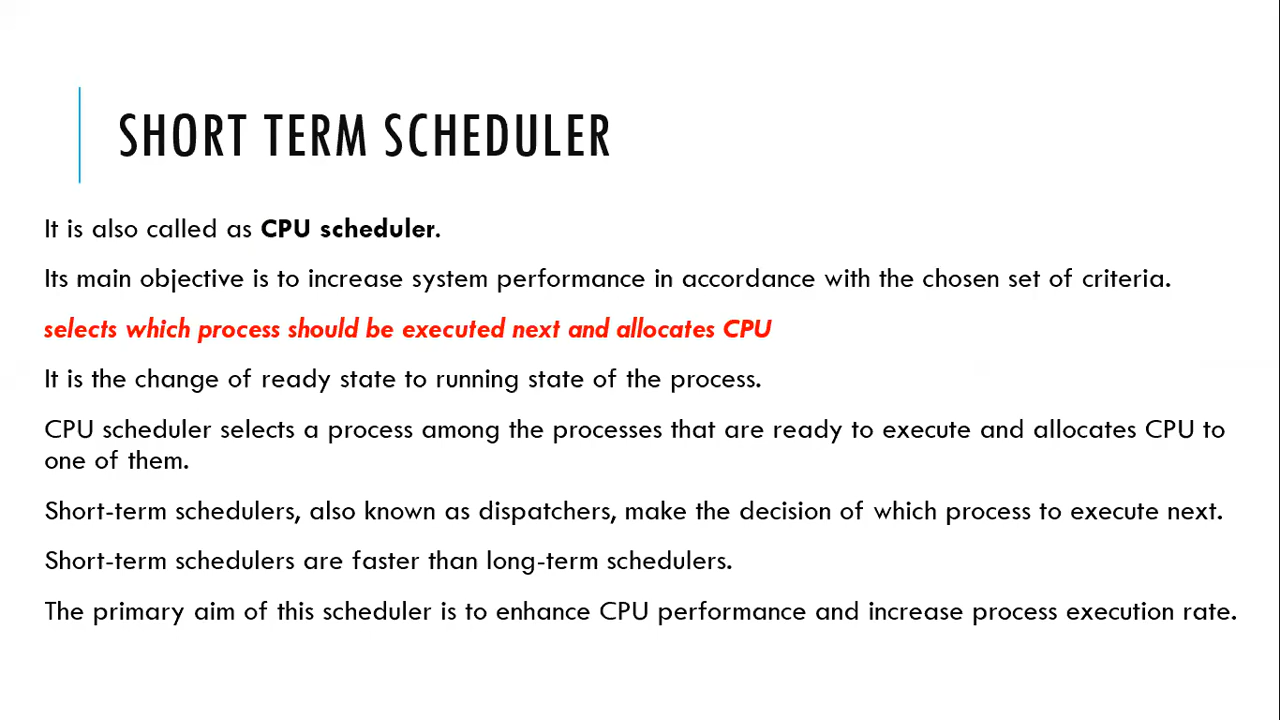 SHORT TERM SCHEDULER
It is also called as CPU scheduler.
Its main objective is to increase system performance in accordance with the chosen set of criteria.
selects which process should be executed next and allocates CPU
It is the change of ready state to running state of the process.
CPU scheduler selects a process among the processes that are ready to execute and allocates CPU to
one of them.
Short-term schedulers, also known as dispatchers, make the decision of which process to execute next.
Short-term schedulers are faster than long-term schedulers.
The primary aim of this scheduler is to enhance CPU performance and increase process execution rate.